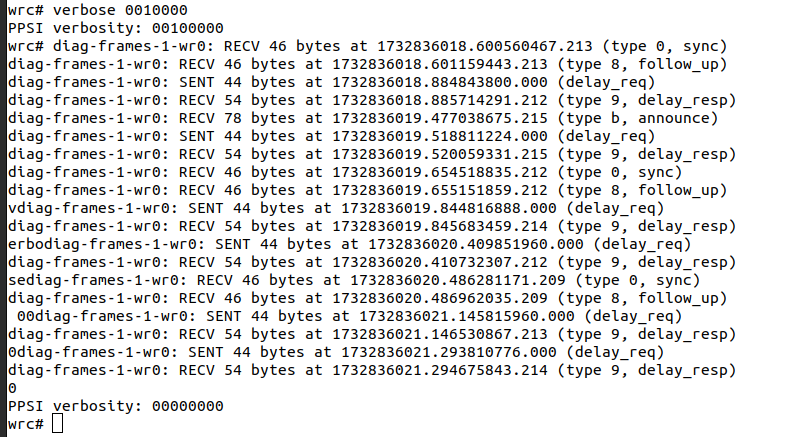 wrc# verbose 0010000
PPSI verbosity: 00100000
wrc# diag-frames-1-wr0: RECV 46 bytes at 1732836018.600560467.213 (type 0, sync)
diag-frames-1-wr0: RECV 46 bytes at 1732836018.601159443.213 (type 8, follow_up)
diag-frames-1-wr0: SENT 44 bytes at 1732836018.884843800.000 (delay_req)
diag-frames-1-wr0: RECV 54 bytes at 1732836018.885714291.212 (type 9, delay_resp)
diag-frames-1-wr0: RECV 78 bytes at 1732836019.477038675.215 (type b, announce)
diag-frames-1-wr0: SENT 44 bytes at 1732836019.518811224.000 (delay_req)
diag-frames-1-wr0: RECV 54 bytes at 1732836019.520059331.215 (type 9, delay_resp)
diag-frames-1-wr0: RECV 46 bytes at 1732836019.654518835.212 (type 0, sync)
diag-frames-1-wr0: RECV 46 bytes at 1732836019.655151859.212 (type 8, follow_up)
vdiag-frames-1-wr0: SENT 44 bytes at 1732836019.844816888.000 (delay_req)
diag-frames-1-wr0: RECV 54 bytes at 1732836019.845683459.214 (type 9, delay_resp)
erbodiag-frames-1-wr0: SENT 44 bytes at 1732836020.409851960.000 (delay_req)
diag-frames-1-wr0: RECV 54 bytes at 1732836020.410732307.212 (type 9, delay_resp)
sediag-frames-1-wr0: RECV 46 bytes at 1732836020.486281171.209 (type 0, sync)
diag-frames-1-wr0: RECV 46 bytes at 1732836020.486962035.209 (type 8, follow_up)
 00diag-frames-1-wr0: SENT 44 bytes at 1732836021.145815960.000 (delay_req)
diag-frames-1-wr0: RECV 54 bytes at 1732836021.146530867.213 (type 9, delay_resp)
0diag-frames-1-wr0: SENT 44 bytes at 1732836021.293810776.000 (delay_req)
diag-frames-1-wr0: RECV 54 bytes at 1732836021.294675843.214 (type 9, delay_resp)
0
PPSI verbosity: 00000000
wrc#